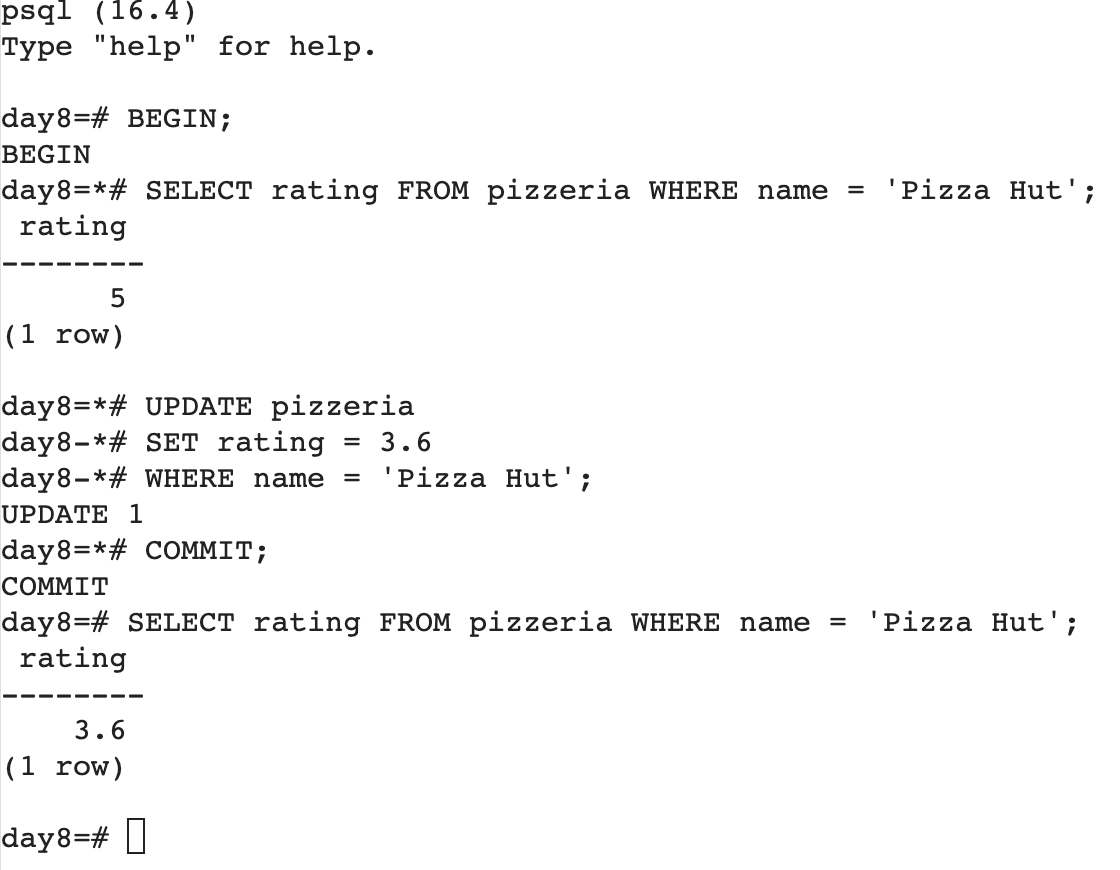 psql (16.4)
Type "help" for help.
day8=# BEGIN;
BEGIN
day8=*# SELECT rating FROM pizzeria WHERE name = 'Pizza Hut';
 rating
--------
      5
(1 row)
day8=*# UPDATE pizzeria
day8-*# SET rating = 3.6
day8-*# WHERE name = 'Pizza Hut';
UPDATE 1
day8=*# COMMIT;
COMMIT
day8=# SELECT rating FROM pizzeria WHERE name = 'Pizza Hut';
 rating
--------
    3.6
(1 row)
day8=#